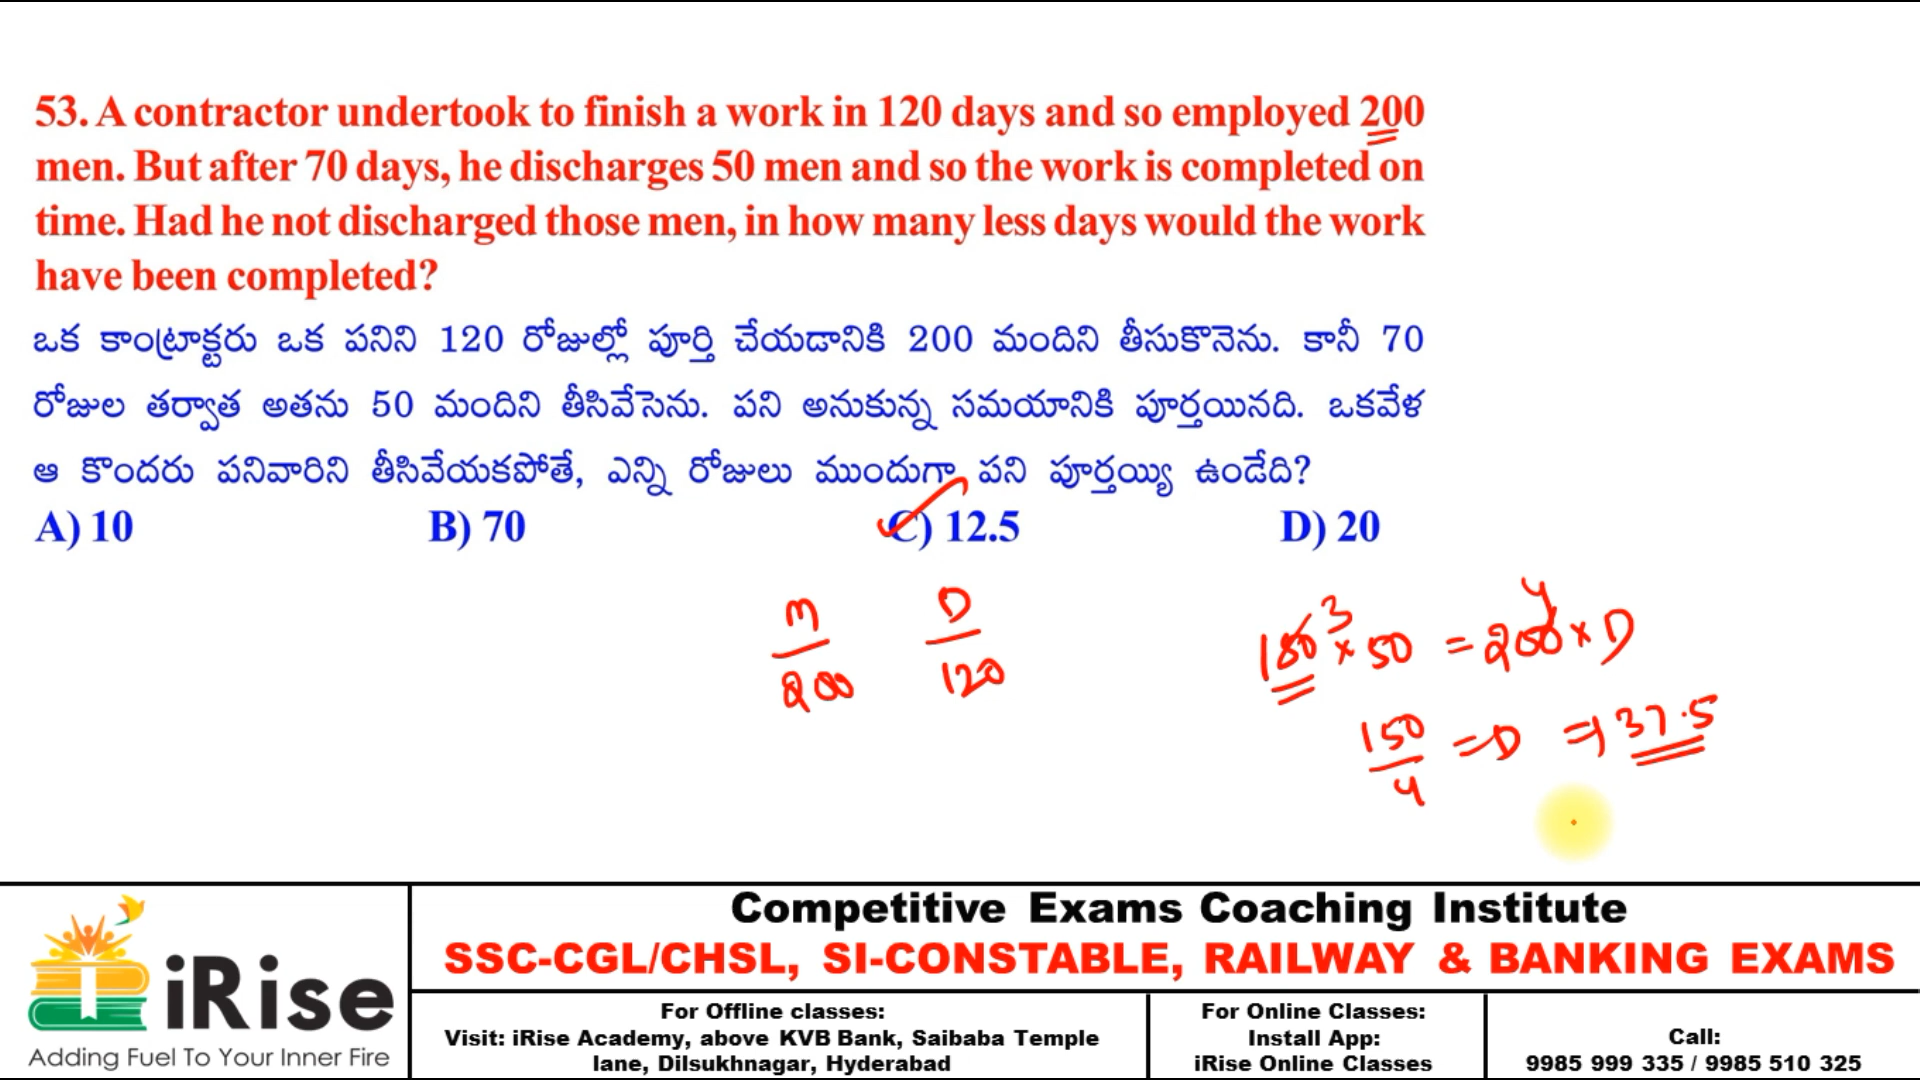 53. A contractor undertook to finish a work in 120 days and so employed 200
men. But after 70 days, he discharges 50 men and so the work is completed on
time. Had he not discharged those men, in how many less days would the work
have been completed?
ఒక కాంట్రాక్టరు ఒక పనిని 120 రోజుల్లో పూర్తి చేయడానికి 200 మందిని తీసుకొనెను. కానీ 70
రోజుల తర్వాత అతను 50 మందిని తీసివేసెను. పని అనుకున్న సమయానికి పూర్తయినది. ఒకవేళ
ఆ కొందరు పనివారిని తీసివేయకపోతే, ఎన్ని రోజులు ముందుగా పని పూర్తయ్యి ఉండేది?
A) 10 B) 70 C) 12.5 D) 20
M D
200 120
3 4
150 × 50 = 200 × D
150
4
= D ⇒ 37.5
iRise
Adding Fuel To Your Inner Fire
Competitive Exams Coaching Institute
SSC-CGL/CHSL, SI-CONSTABLE, RAILWAY & BANKING EXAMS
For Offline classes:
Visit: iRise Academy, above KVB Bank, Saibaba Temple
lane, Dilsukhnagar, Hyderabad
For Online Classes:
Install App:
iRise Online Classes
Call:
9985 999 335 / 9985 510 325